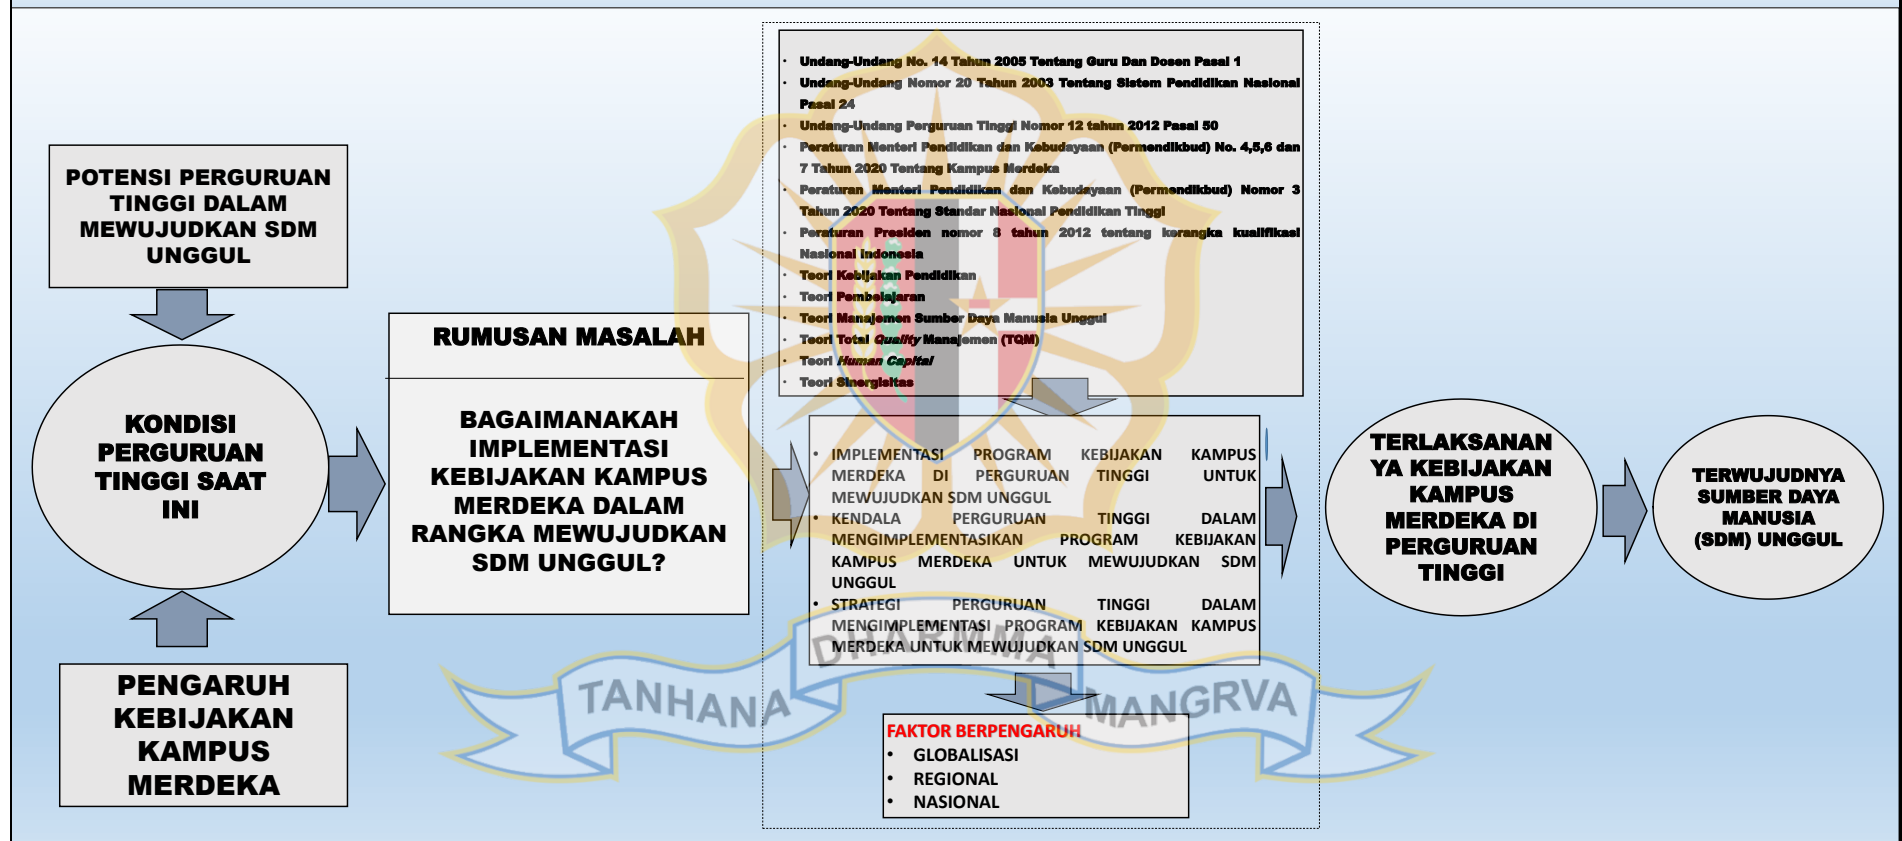 POTENSI PERGURUAN
TINGGI DALAM
MEWUJUDKAN SDM
UNGGUL
KONDISI
PERGURUAN
TINGGI SAAT
INI
PENGARUH
KEBIJAKAN
KAMPUS
MERDEKA
RUMUSAN MASALAH
BAGAIMANAKAH
IMPLEMENTASI
KEBIJAKAN KAMPUS
MERDEKA DALAM
RANGKA MEWUJUDKAN
SDM UNGGUL?
• Undang-Undang No. 14 Tahun 2005 Tentang Guru Dan Dosen Pasal 1
• Undang-Undang Nomor 20 Tahun 2003 Tentang Sistem Pendidikan Nasional
Pasal 24
• Undang-Undang Perguruan Tinggi Nomor 12 tahun 2012 Pasal 50
• Peraturan Menteri Pendidikan dan Kebudayaan (Permendikbud) No. 4,5,6 dan
7 Tahun 2020 Tentang Kampus Merdeka
• Peraturan Menteri Pendidikan dan Kebudayaan (Permendikbud) Nomor 3
Tahun 2020 Tentang Standar Nasional Pendidikan Tinggi
• Peraturan Presiden nomor 8 tahun 2012 tentang kerangka kualifikasi
Nasional Indonesia
• Teori Kebijakan Pendidikan
• Teori Pembelajaran
• Teori Manajemen Sumber Daya Manusia Unggul
• Teori Total Quality Manajemen (TQM)
• Teori Human Capital
• Teori Sinergisitas
• IMPLEMENTASI PROGRAM KEBIJAKAN KAMPUS
MERDEKA DI PERGURUAN TINGGI UNTUK
MEWUJUDKAN SDM UNGGUL
• KENDALA PERGURUAN TINGGI DALAM
MENGIMPLEMENTASIKAN PROGRAM KEBIJAKAN
KAMPUS MERDEKA UNTUK MEWUJUDKAN SDM
UNGGUL
• STRATEGI PERGURUAN TINGGI DALAM
MENGIMPLEMENTASI PROGRAM KEBIJAKAN KAMPUS
MERDEKA UNTUK MEWUJUDKAN SDM UNGGUL
FAKTOR BERPENGARUH
• GLOBALISASI
• REGIONAL
• NASIONAL
TERLAKSANAN
YA KEBIJAKAN
KAMPUS
MERDEKA DI
PERGURUAN
TINGGI
TERWUJUDNYA
SUMBER DAYA
MANUSIA
(SDM) UNGGUL
TANHANA DHARMMA MANGRVA